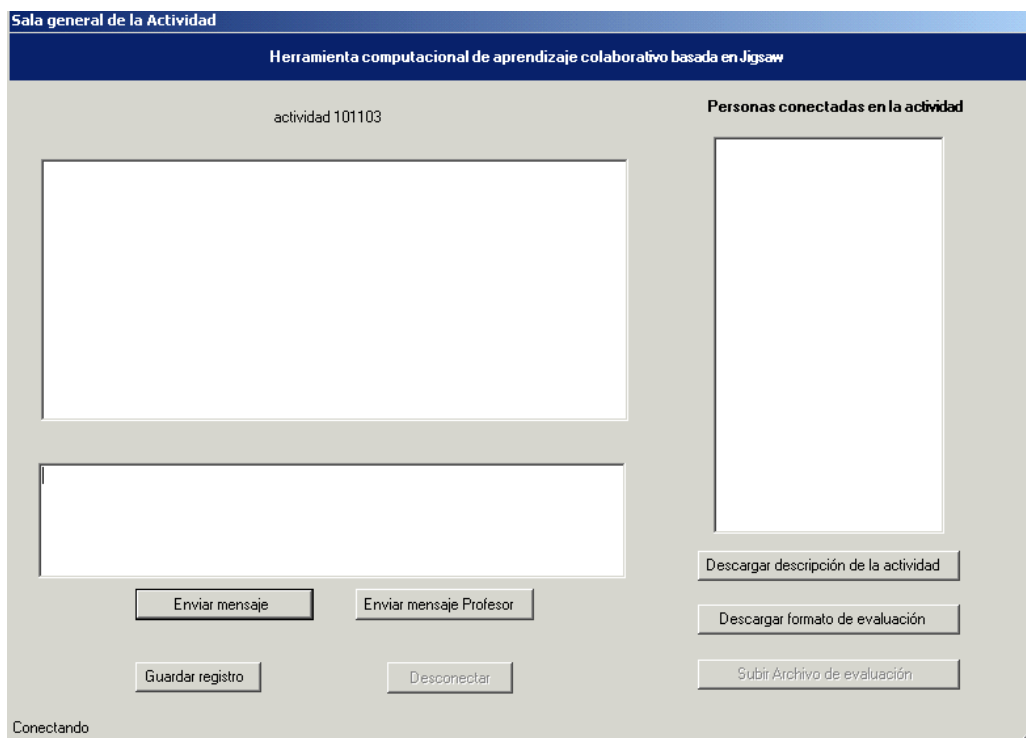 Sala general de la Actividad
Herramienta computacional de aprendizaje colaborativo basada en Jigsaw
actividad 101103
Personas conectadas en la actividad
Descargar descripción de la actividad
Enviar mensaje
Enviar mensaje Profesor
Descargar formato de evaluación
Guardar registro
Desconectar
Subir Archivo de evaluación
Conectando